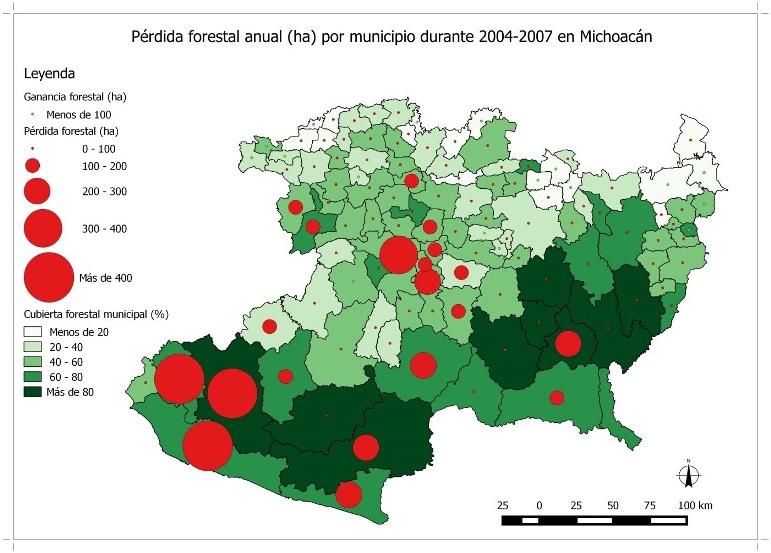 Pérdida forestal anual (ha) por municipio durante 2004-2007 en Michoacán
Leyenda
Ganancia forestal (ha)
Menos de 100
Pérdida forestal (ha)
0 - 100
100 - 200
200 - 300
300 - 400
Más de 400
Cubierta forestal municipal (%)
Menos de 20
20 - 40
40 - 60
60 - 80
Más de 80
N
25 0 25 50 75 100 km